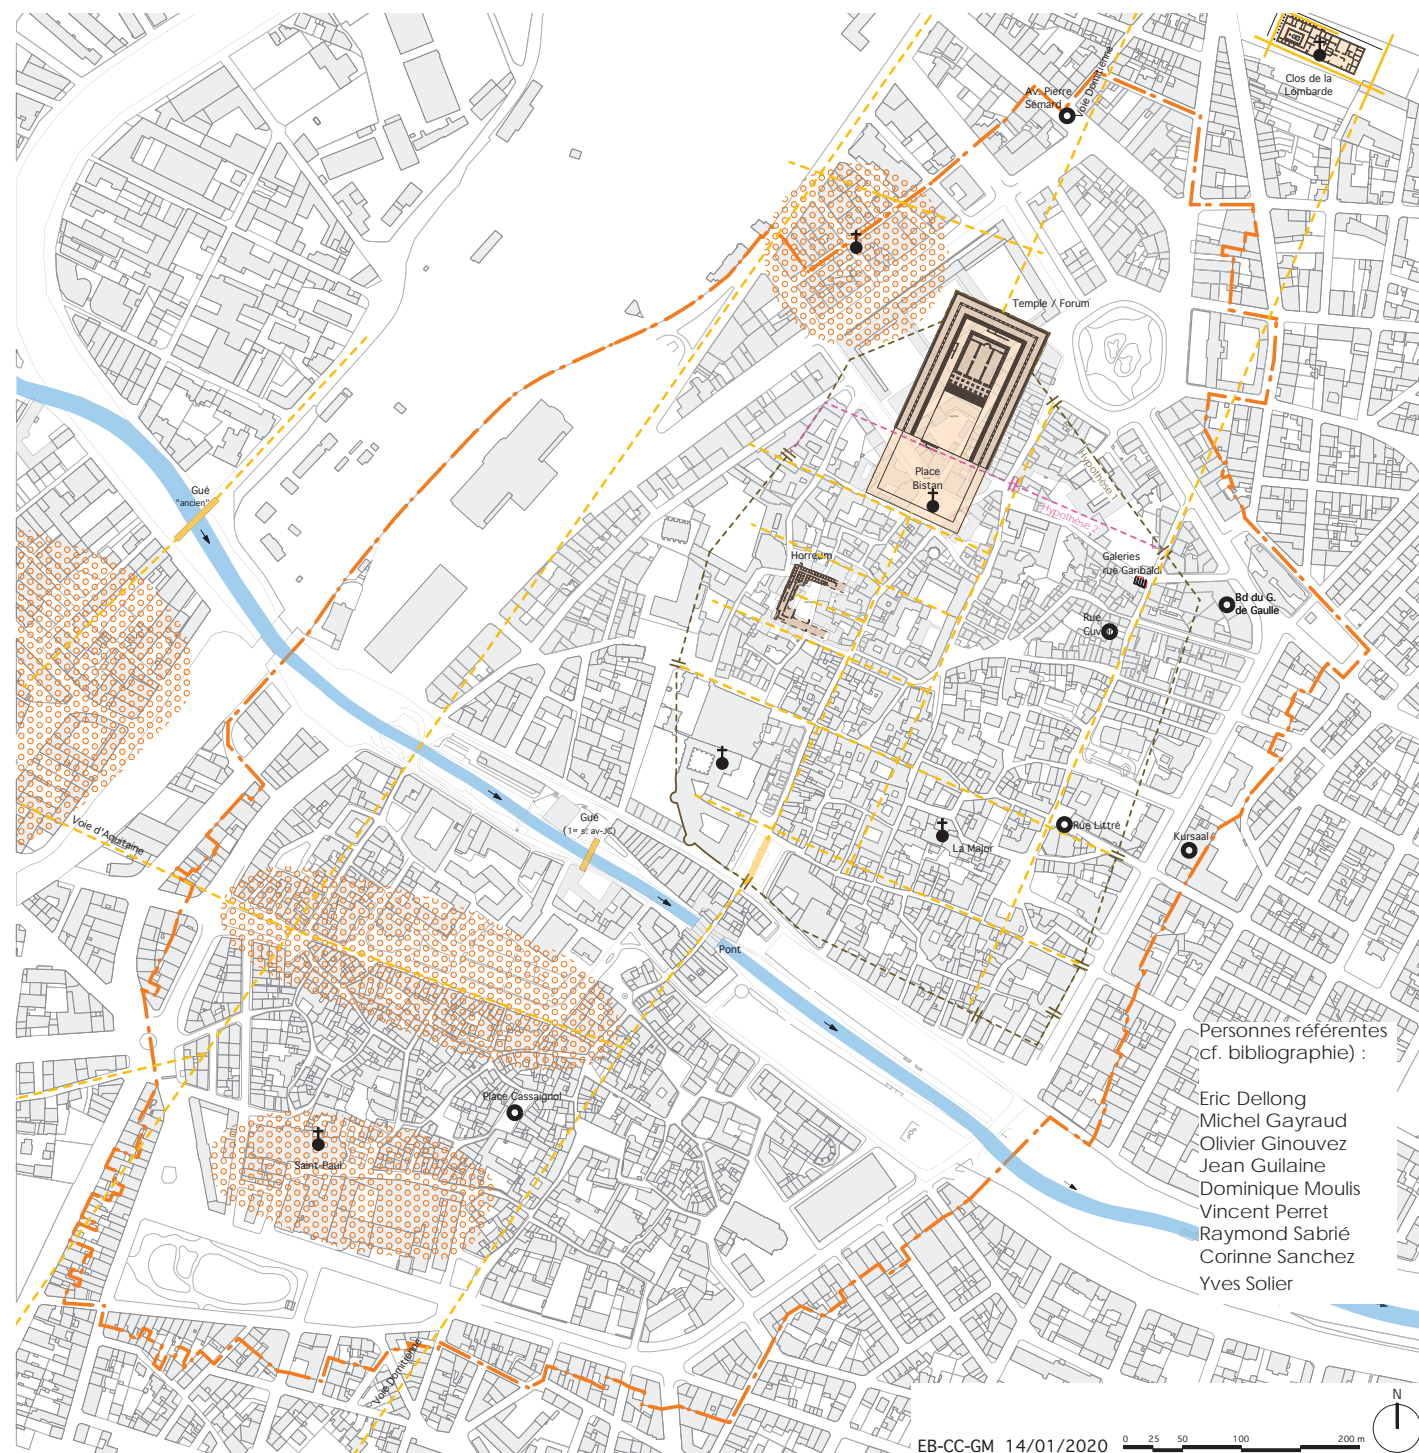 Clos de la
Lombarde
Av. Pierre
Sémard
Voie Domitienne
Temple / Forum
Place
Bistan
Hypothèse 1
Hypothèse 2
Gué
"ancien"
Horreum
Galeries
rue Garibaldi
Bd du G.
de Gaulle
Rue
Cuvier
Gué
(1er s. av-JC)
Voie d'Aquitaine
Rue Littré
Kursaal
La Major
Pont
Place Cassaignol
Saint-Paul
Voie Domitienne
Personnes référentes
cf. bibliographie) :
Eric Dellong
Michel Gayraud
Olivier Ginouvez
Jean Guilaine
Dominique Moulis
Vincent Perret
Raymond Sabrié
Corinne Sanchez
Yves Solier
N
EB-CC-GM 14/01/2020
0 25 50 100 200 m